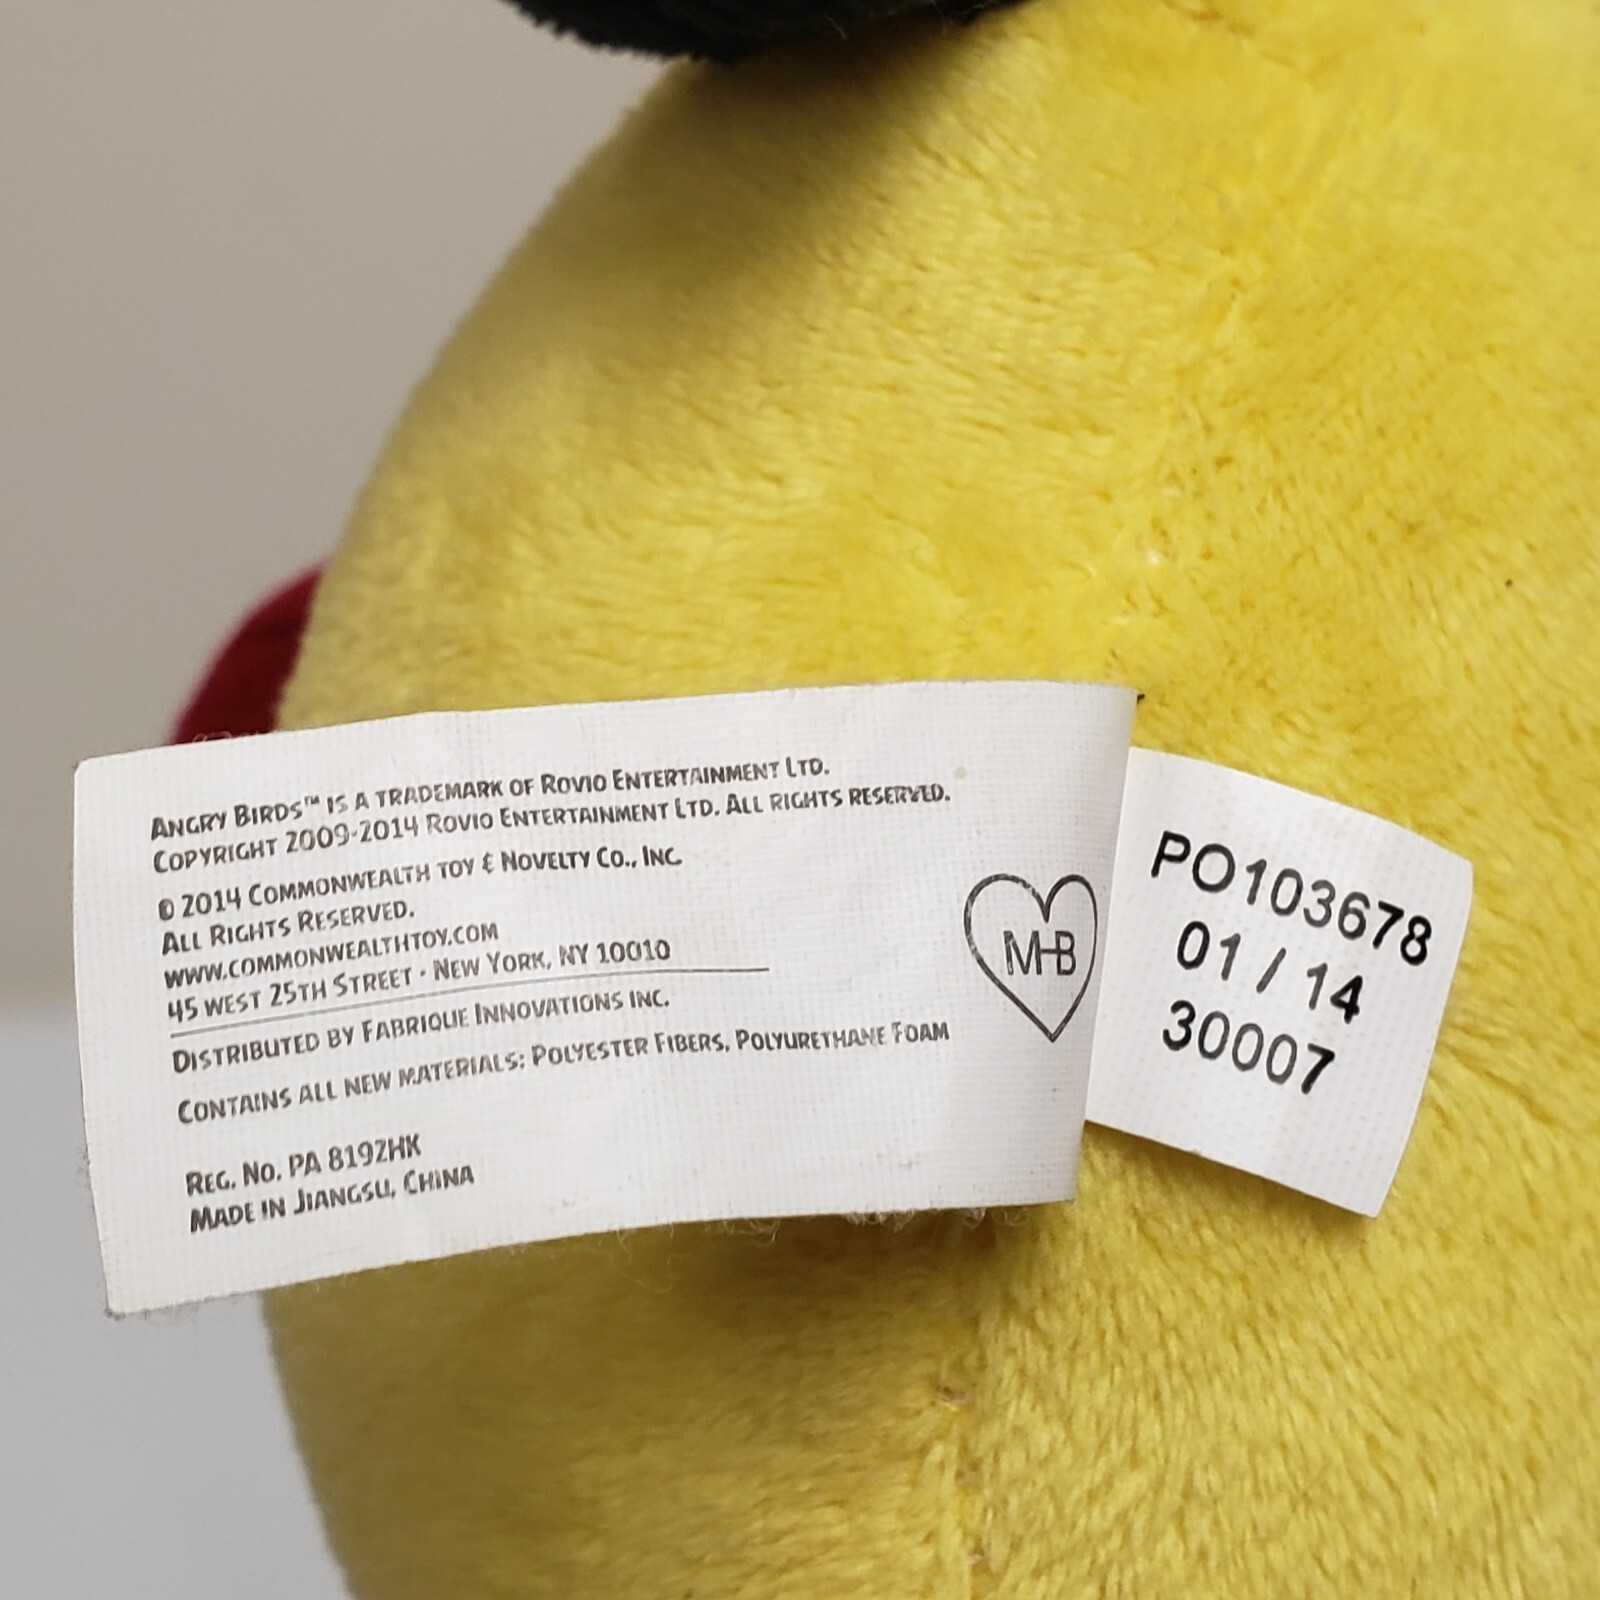 ANGRY BIRDS™ IS A TRADEMARK OF ROVIO ENTERTAINMENT LTD.
COPYRIGHT 2009-2014 ROVIO ENTERTAINMENT LTD. ALL RIGHTS RESERVED.
© 2014 COMMONWEALTH TOY & NOVELTY CO., INC.
ALL RIGHTS RESERVED.
WWW.COMMONWEALTHTOY.COM
45 WEST 25TH STREET · NEW YORK, NY 10010
DISTRIBUTED BY FABRIQUE INNOVATIONS INC.
CONTAINS ALL NEW MATERIALS: POLYESTER FIBERS, POLYURETHANE FOAM
REG. NO. PA 8192HK
MADE IN JIANGSU, CHINA
M-B
PO103678
01 / 14
30007